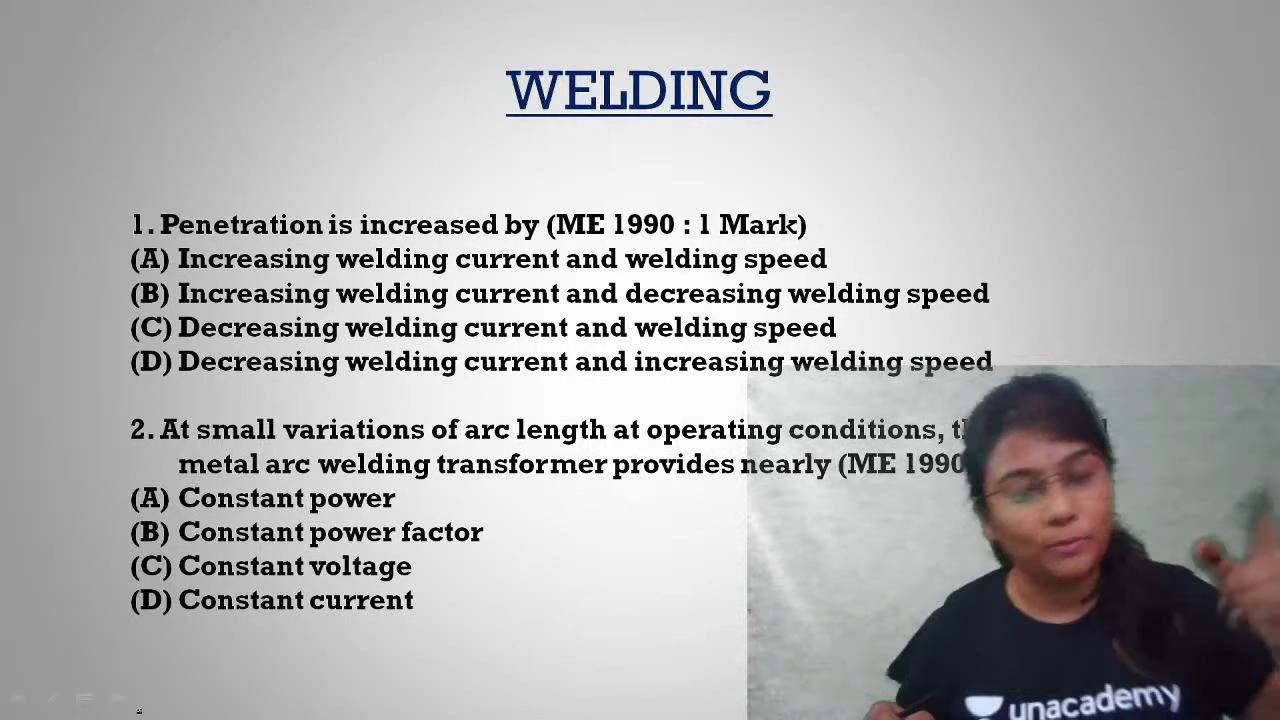 WELDING
1. Penetration is increased by (ME 1990 : 1 Mark)
(A) Increasing welding current and welding speed
(B) Increasing welding current and decreasing welding speed
(C) Decreasing welding current and welding speed
(D) Decreasing welding current and increasing welding speed
2. At small variations of arc length at operating conditions,
metal arc welding transformer provides nearly (ME 1990
(A) Constant power
(B) Constant power factor
(C) Constant voltage
(D) Constant current
unacademy